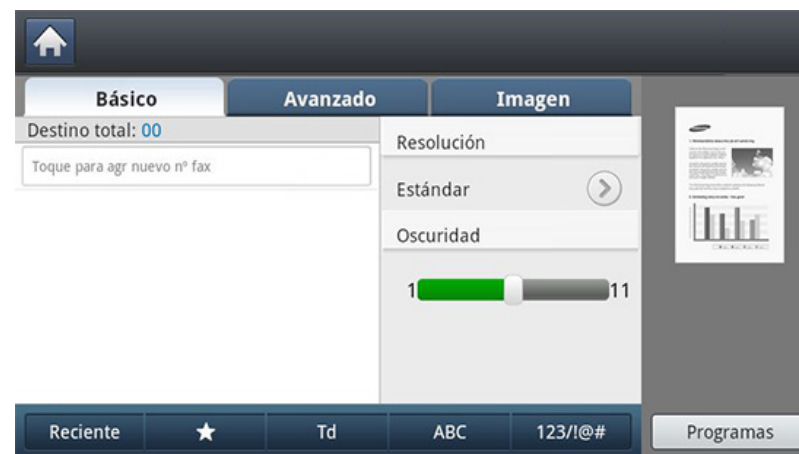 Básico
Avanzado
Imagen
Destino total: 00
Toque para agr nuevo nº fax
Resolución
Estándar
Oscuridad
1
11
Reciente
★
Td
ABC
123/!@#
Programas